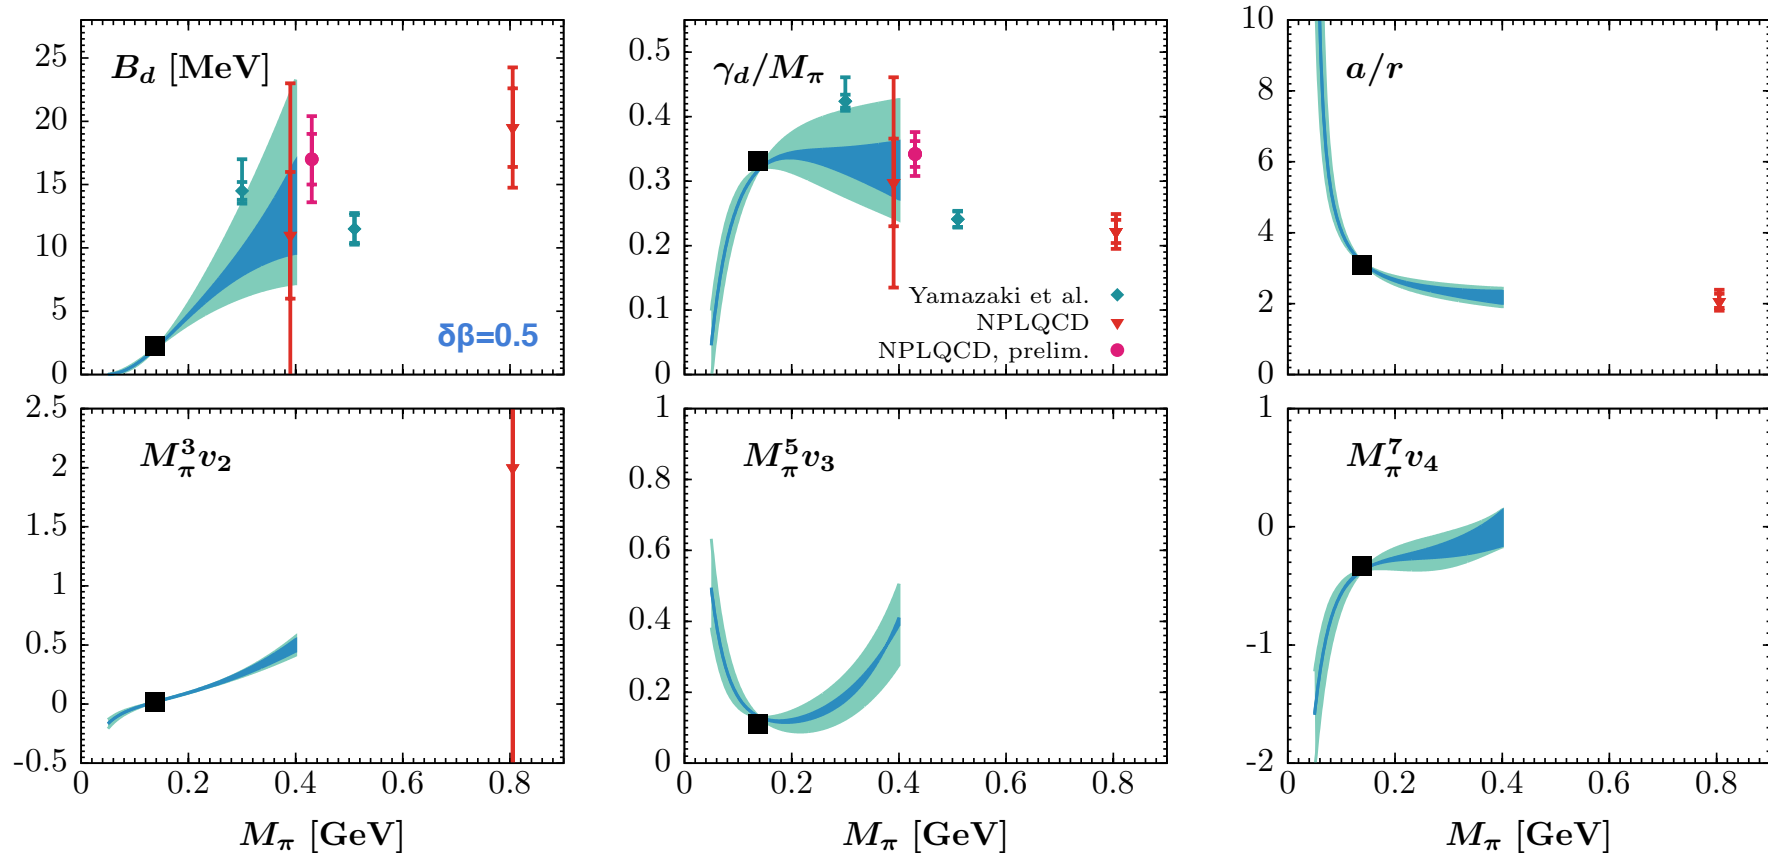 25
20
15
10
5
0
B_d [MeV]
δβ=0.5
0.5
0.4
0.3
0.2
0.1
0
γ_d/M_π
Yamazaki et al.
NPLQCD
NPLQCD, prelim.
10
8
6
4
2
0
a/r
2.5
2
1.5
1
0.5
0
-0.5
M_π^3 v_2
0 0.2 0.4 0.6 0.8
M_π [GeV]
1
0.8
0.6
0.4
0.2
0
M_π^5 v_3
0 0.2 0.4 0.6 0.8
M_π [GeV]
1
0
-1
-2
M_π^7 v_4
0 0.2 0.4 0.6 0.8
M_π [GeV]